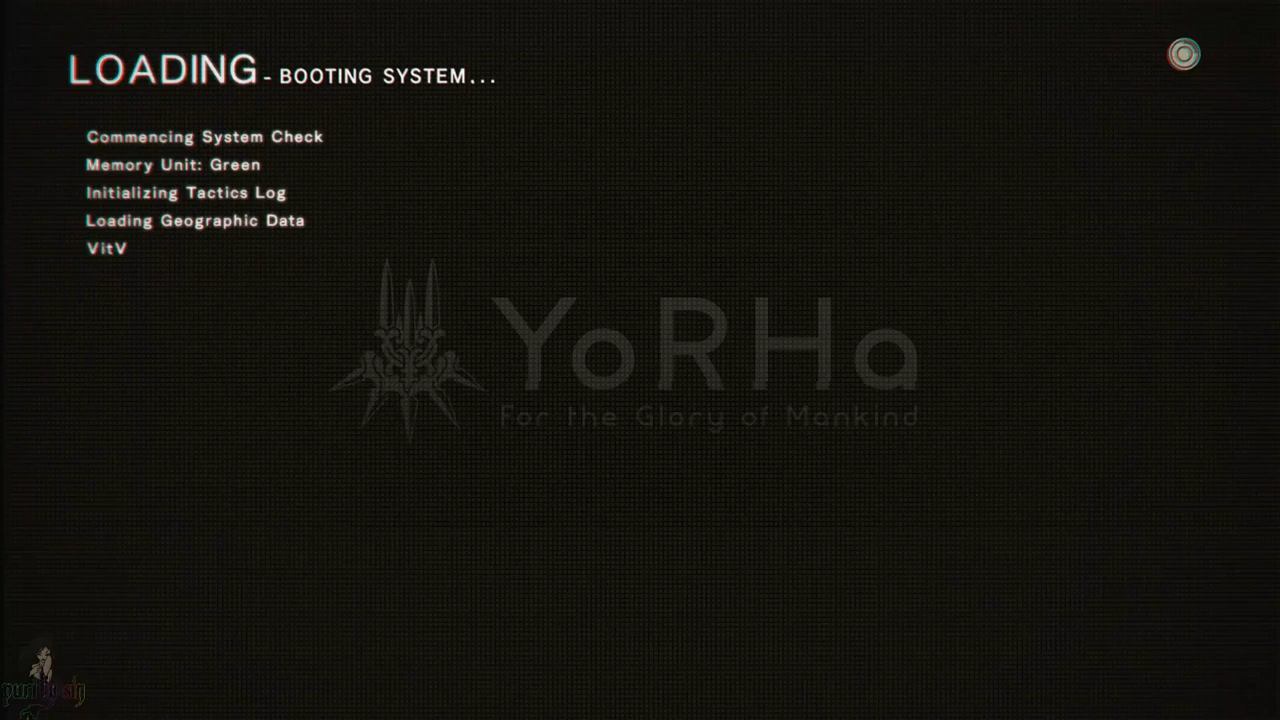 LOADING - BOOTING SYSTEM...
Commencing System Check
Memory Unit: Green
Initializing Tactics Log
Loading Geographic Data
VitV
YoRHa
For the Glory of Mankind